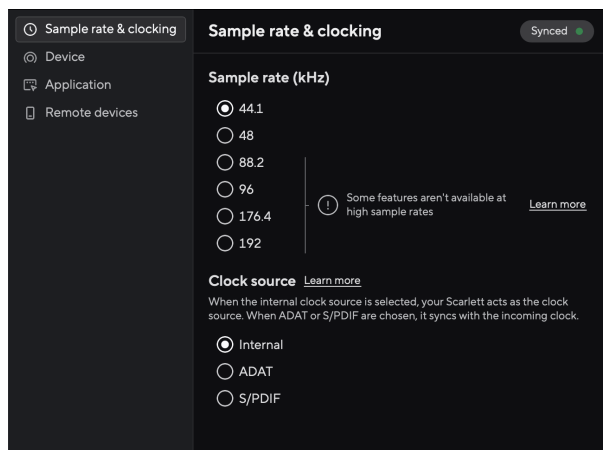 Sample rate & clocking
Device
Application
Remote devices
Sample rate & clocking
Synced
Sample rate (kHz)
44.1
48
88.2
96
176.4
192
Some features aren't available at
high sample rates
Learn more
Clock source Learn more
When the internal clock source is selected, your Scarlett acts as the clock
source. When ADAT or S/PDIF are chosen, it syncs with the incoming clock.
Internal
ADAT
S/PDIF